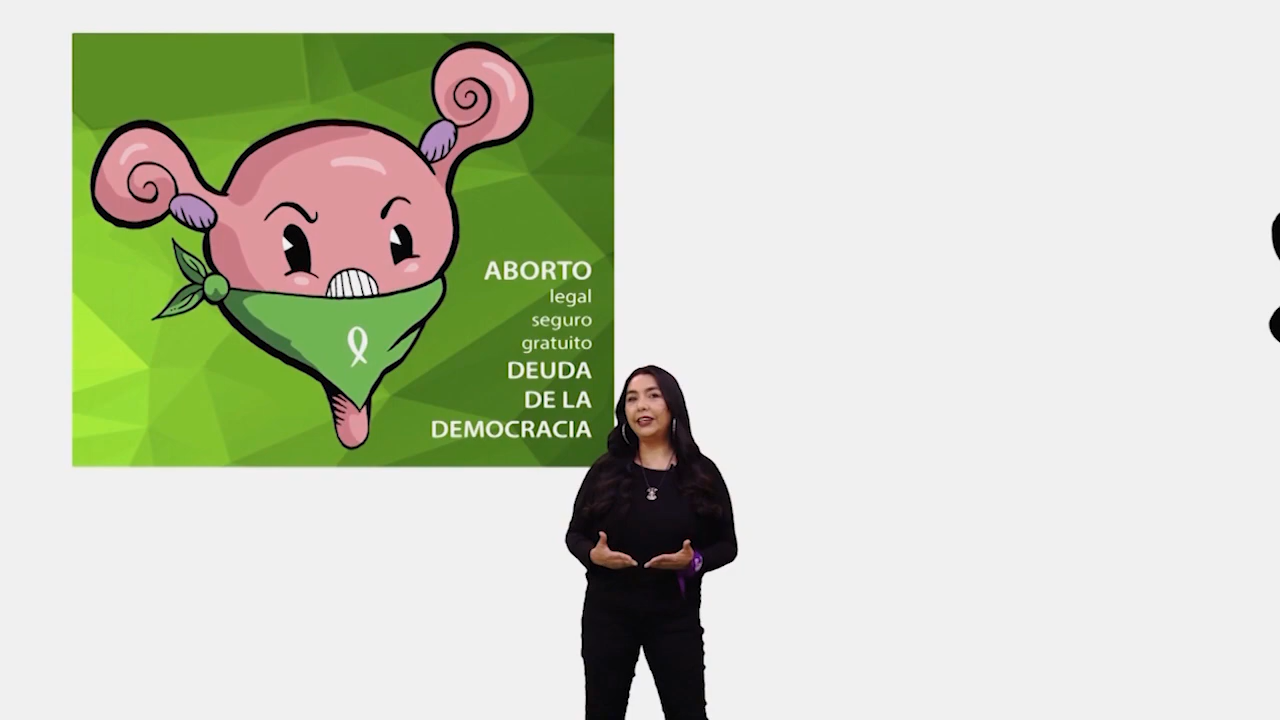 ABORTO
legal
seguro
gratuito
DEUDA
DE LA
DEMOCRACIA